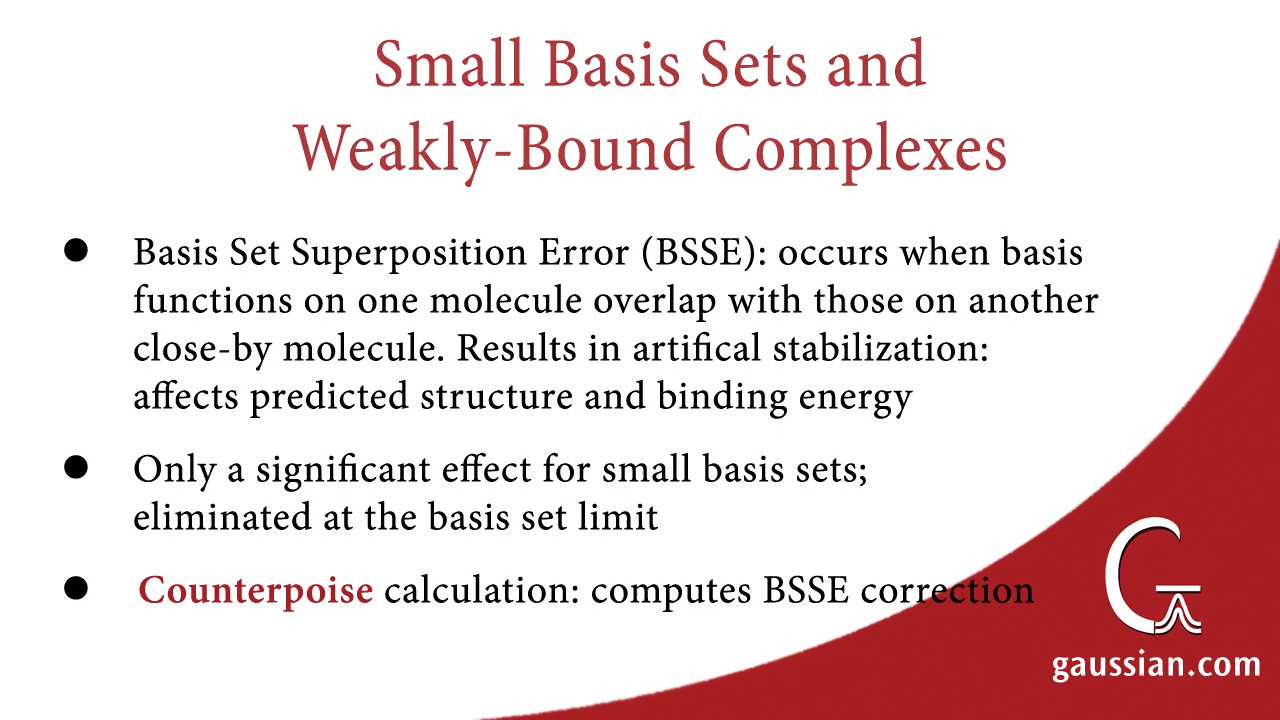 Small Basis Sets and
Weakly-Bound Complexes
● Basis Set Superposition Error (BSSE): occurs when basis
functions on one molecule overlap with those on another
close-by molecule. Results in artifical stabilization:
affects predicted structure and binding energy
● Only a significant effect for small basis sets;
eliminated at the basis set limit
● Counterpoise calculation: computes BSSE correction
G
gaussian.com